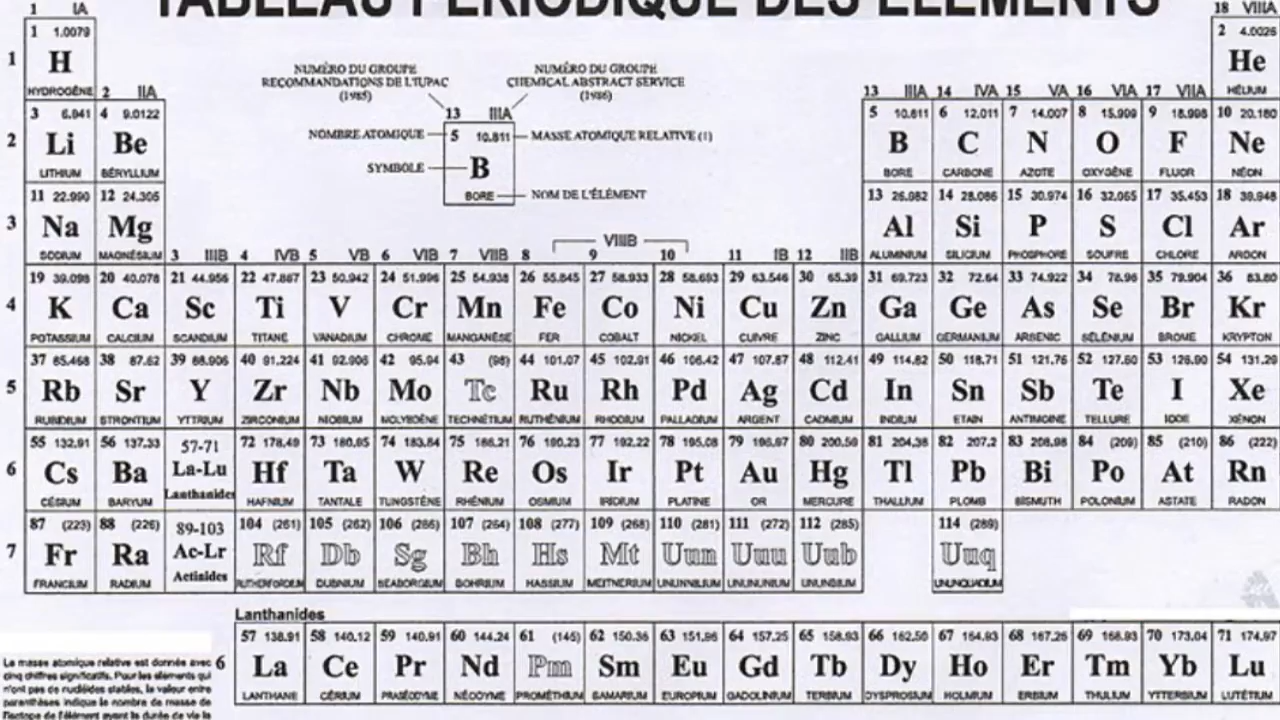 TABLEAU PÉRIODIQUE DES ÉLÉMENTS
1 IA
18 VIIIA
1 1.0079
H
HYDROGÈNE
2 4.0026
He
HÉLIUM
1
NUMÉRO DU GROUPE
RECOMMANDATIONS DE L'IUPAC
(1985)
NUMÉRO DU GROUPE
CHEMICAL ABSTRACT SERVICE
(1986)
13 IIIA
NOMBRE ATOMIQUE
5 10.811
MASSE ATOMIQUE RELATIVE (1)
SYMBOLE
B
BORE
NOM DE L'ÉLÉMENT
2 IIA
13 IIIA 14 IVA 15 VA 16 VIA 17 VIIA
2
3 6.941 4 9.0122 5 10.811 6 12.011 7 14.007 8 15.999 9 18.998 10 20.180
Li Be B C N O F Ne
LITHIUM BÉRYLLIUM BORE CARBONE AZOTE OXYGÈNE FLUOR NÉON
3
11 22.990 12 24.305 13 26.982 14 28.086 15 30.974 16 32.065 17 35.453 18 39.948
Na Mg Al Si P S Cl Ar
SODIUM MAGNÉSIUM ALUMINIUM SILICIUM PHOSPHORE SOUFRE CHLORE ARGON
3 IIIB 4 IVB 5 VB 6 VIB 7 VIIB 8 9 10 11 IB 12 IIB
VIIIB
4
19 39.098 20 40.078 21 44.956 22 47.867 23 50.942 24 51.996 25 54.938 26 55.845 27 58.933 28 58.693 29 63.546 30 65.39 31 69.723 32 72.64 33 74.922 34 78.96 35 79.904 36 83.80
K Ca Sc Ti V Cr Mn Fe Co Ni Cu Zn Ga Ge As Se Br Kr
POTASSIUM CALCIUM SCANDIUM TITANE VANADIUM CHROME MANGANÈSE FER COBALT NICKEL CUIVRE ZINC GALLIUM GERMANIUM ARSENIC SÉLÉNIUM BROME KRYPTON
5
37 85.468 38 87.62 39 88.906 40 91.224 41 92.906 42 95.94 43 (98) 44 101.07 45 102.91 46 106.42 47 107.87 48 112.41 49 114.82 50 118.71 51 121.76 52 127.60 53 126.90 54 131.29
Rb Sr Y Zr Nb Mo Tc Ru Rh Pd Ag Cd In Sn Sb Te I Xe
RUBIDIUM STRONTIUM YTTRIUM ZIRCONIUM NIOBIUM MOLYBDÈNE TECHNÉTIUM RUTHÉNIUM RHODIUM PALLADIUM ARGENT CADMIUM INDIUM ETAIN ANTIMOINE TELLURE IODE XÉNON
6
55 132.91 56 137.33 57-71 72 178.49 73 180.95 74 183.84 75 186.21 76 190.23 77 192.22 78 195.08 79 196.97 80 200.59 81 204.38 82 207.2 83 208.98 84 (209) 85 (210) 86 (222)
Cs Ba La-Lu Hf Ta W Re Os Ir Pt Au Hg Tl Pb Bi Po At Rn
CÉSIUM BARYUM Lanthanides HAFNIUM TANTALE TUNGSTÈNE RHÉNIUM OSMIUM IRIDIUM PLATINE OR MERCURE THALLIUM PLOMB BISMUTH POLONIUM ASTATE RADON
7
87 (223) 88 (226) 89-103 104 (261) 105 (262) 106 (266) 107 (264) 108 (277) 109 (268) 110 (281) 111 (272) 112 (285) 114 (289)
Fr Ra Ac-Lr Rf Db Sg Bh Hs Mt Uun Uuu Uub Uuq
FRANCIUM RADIUM Actinides RUTHERFORDIUM DUBNIUM SEABORGIUM BOHRIUM HASSIUM MEITNERIUM UNUNNILIUM UNUNUNIUM UNUNBIUM UNUNQUADIUM
Lanthanides
6
57 138.91 58 140.12 59 140.91 60 144.24 61 (145) 62 150.36 63 151.96 64 157.25 65 158.93 66 162.50 67 164.93 68 167.26 69 168.93 70 173.04 71 174.97
La Ce Pr Nd Pm Sm Eu Gd Tb Dy Ho Er Tm Yb Lu
LANTHANE CÉRIUM PRASÉODYME NÉODYME PROMÉTHIUM SAMARIUM EUROPIUM GADOLINIUM TERBIUM DYSPROSIUM HOLMIUM ERBIUM THULIUM YTTERBIUM LUTÉTIUM
La masse atomique relative est donnée avec
cinq chiffres significatifs. Pour les éléments qui
n'ont pas de nucléides stables, la valeur entre
parenthèses indique le nombre de masse de
l'isotope de l'élément ayant la durée de vie la